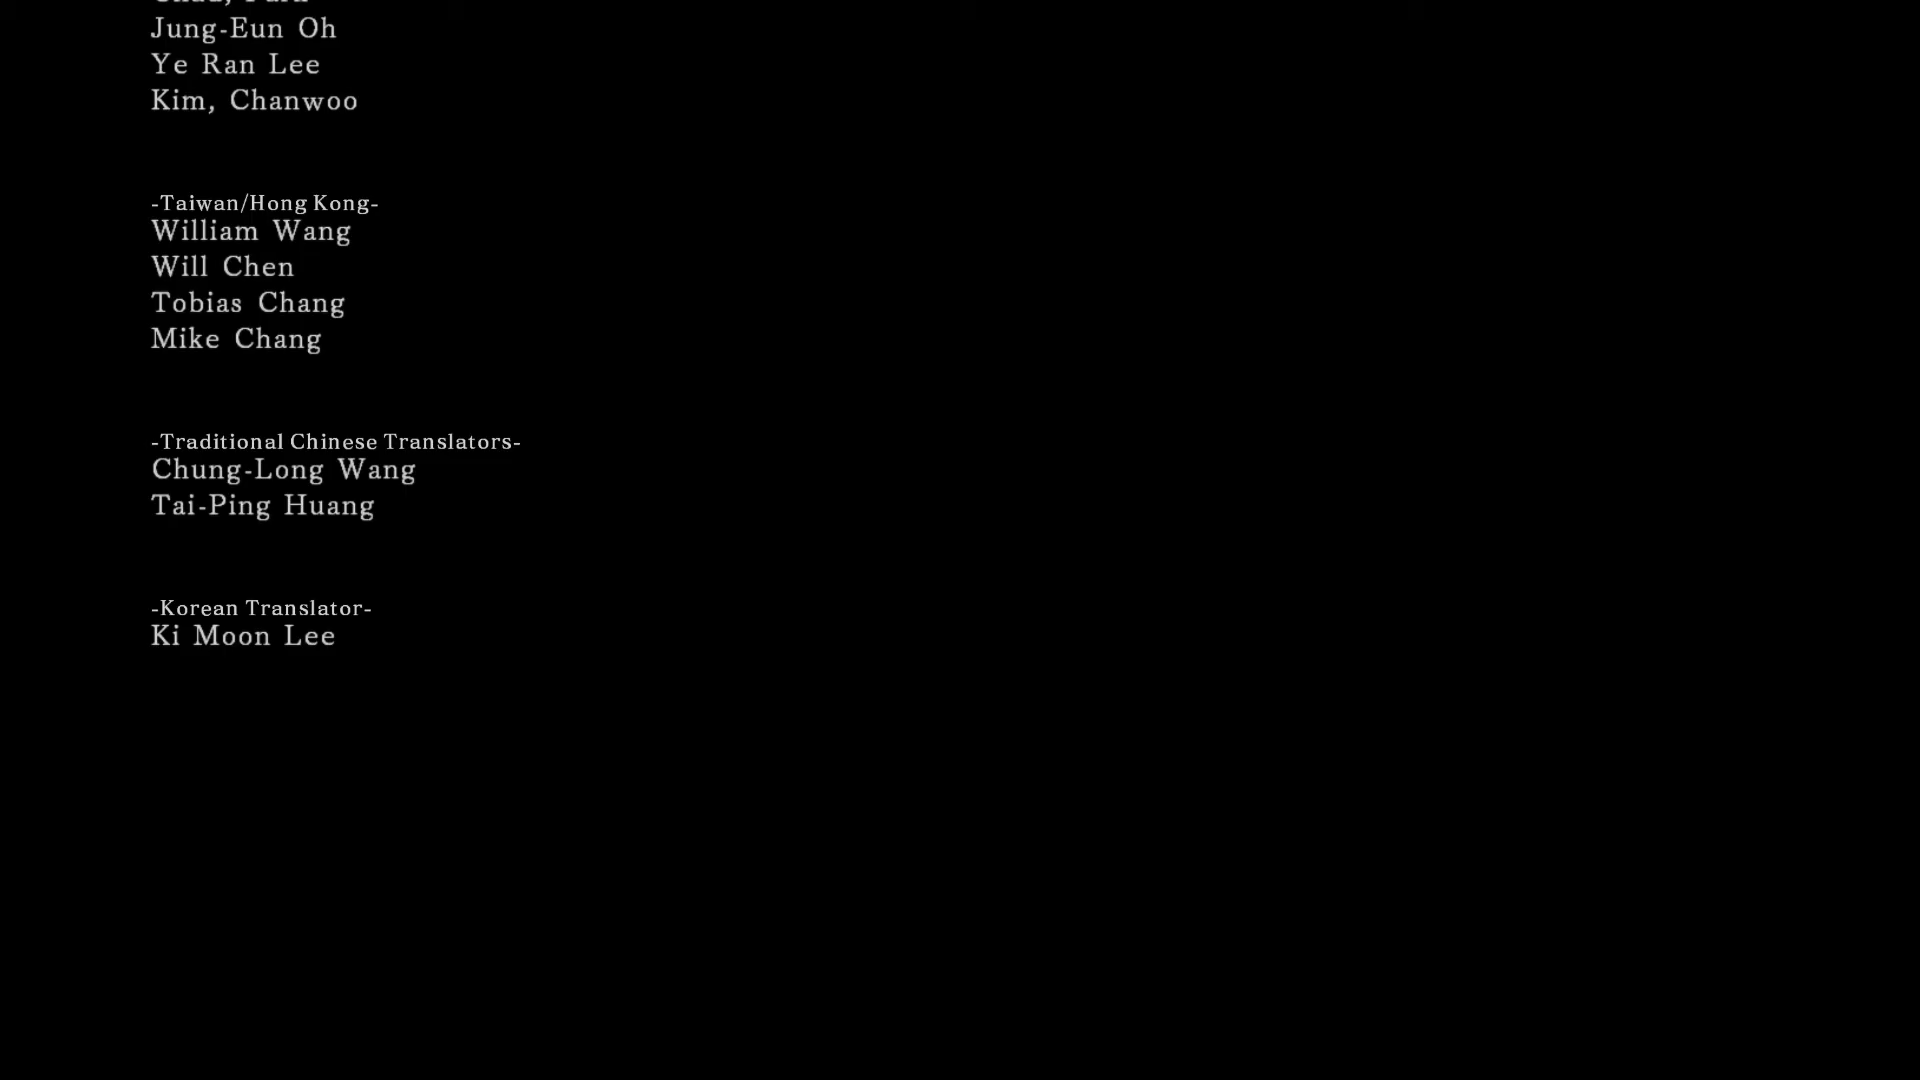 Jung-Eun Oh
Ye Ran Lee
Kim, Chanwoo
-Taiwan/Hong Kong-
William Wang
Will Chen
Tobias Chang
Mike Chang
-Traditional Chinese Translators-
Chung-Long Wang
Tai-Ping Huang
-Korean Translator-
Ki Moon Lee